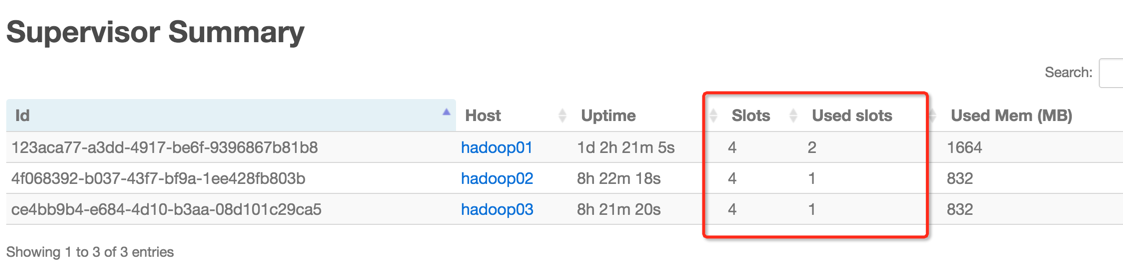 Supervisor Summary
Search:
Id Host Uptime Slots Used slots Used Mem (MB)
123aca77-a3dd-4917-be6f-9396867b81b8 hadoop01 1d 2h 21m 5s 4 2 1664
4f068392-b037-43f7-bf9a-1ee428fb803b hadoop02 8h 22m 18s 4 1 832
ce4bb9b4-e684-4d10-b3aa-08d101c29ca5 hadoop03 8h 21m 20s 4 1 832
Showing 1 to 3 of 3 entries